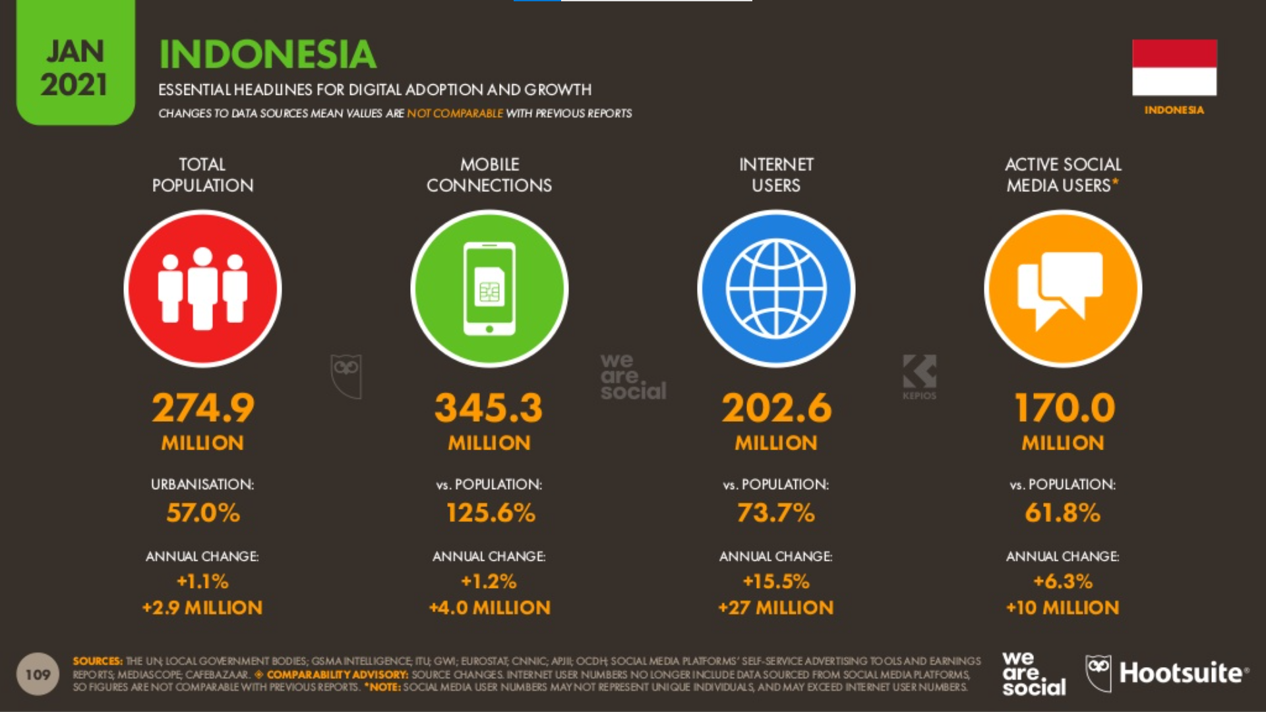 JAN
2021
INDONESIA
ESSENTIAL HEADLINES FOR DIGITAL ADOPTION AND GROWTH
CHANGES TO DATA SOURCES MEAN VALUES ARE NOT COMPARABLE WITH PREVIOUS REPORTS
INDONESIA
TOTAL
POPULATION
274.9
MILLION
URBANISATION:
57.0%
ANNUAL CHANGE:
+1.1%
+2.9 MILLION
MOBILE
CONNECTIONS
345.3
MILLION
vs. POPULATION:
125.6%
ANNUAL CHANGE:
+1.2%
+4.0 MILLION
INTERNET
USERS
202.6
MILLION
vs. POPULATION:
73.7%
ANNUAL CHANGE:
+15.5%
+27 MILLION
ACTIVE SOCIAL
MEDIA USERS*
170.0
MILLION
vs. POPULATION:
61.8%
ANNUAL CHANGE:
+6.3%
+10 MILLION
we
are
social
KEPIOS
109
SOURCES: THE UN; LOCAL GOVERNMENT BODIES; GSMA INTELLIGENCE; ITU; GWI; EUROSTAT; CNNIC; APJII; OCDH; SOCIAL MEDIA PLATFORMS' SELF-SERVICE ADVERTISING TOOLS AND EARNINGS
REPORTS; MEDIASCOPE; CAFEBAZAAR. ◈ COMPARABILITY ADVISORY: SOURCE CHANGES. INTERNET USER NUMBERS NO LONGER INCLUDE DATA SOURCED FROM SOCIAL MEDIA PLATFORMS,
SO FIGURES ARE NOT COMPARABLE WITH PREVIOUS REPORTS. *NOTE: SOCIAL MEDIA USER NUMBERS MAY NOT REPRESENT UNIQUE INDIVIDUALS, AND MAY EXCEED INTERNET USER NUMBERS.
we
are
social
Hootsuite®